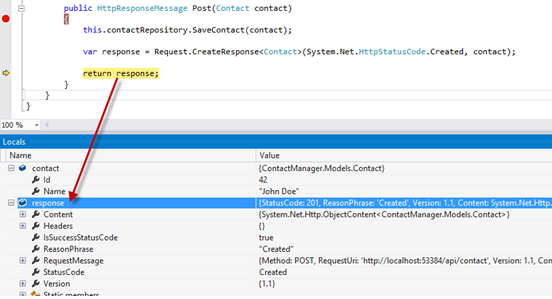 public HttpResponseMessage Post(Contact contact)
{
this.contactRepository.SaveContact(contact);
var response = Request.CreateResponse<Contact>(System.Net.HttpStatusCode.Created, contact);
return response;
}
}
}
100 %
Locals
Name Value
contact {ContactManager.Models.Contact}
Id 42
Name "John Doe"
response {StatusCode: 201, ReasonPhrase: 'Created', Version: 1.1, Content: System.Net.Http.
Content {System.Net.Http.ObjectContent<ContactManager.Models.Contact>}
Headers {}
IsSuccessStatusCode true
ReasonPhrase "Created"
RequestMessage {Method: POST, RequestUri: 'http://localhost:53384/api/contact', Version: 1.1, Conte
StatusCode Created
Version {1.1}
Static members